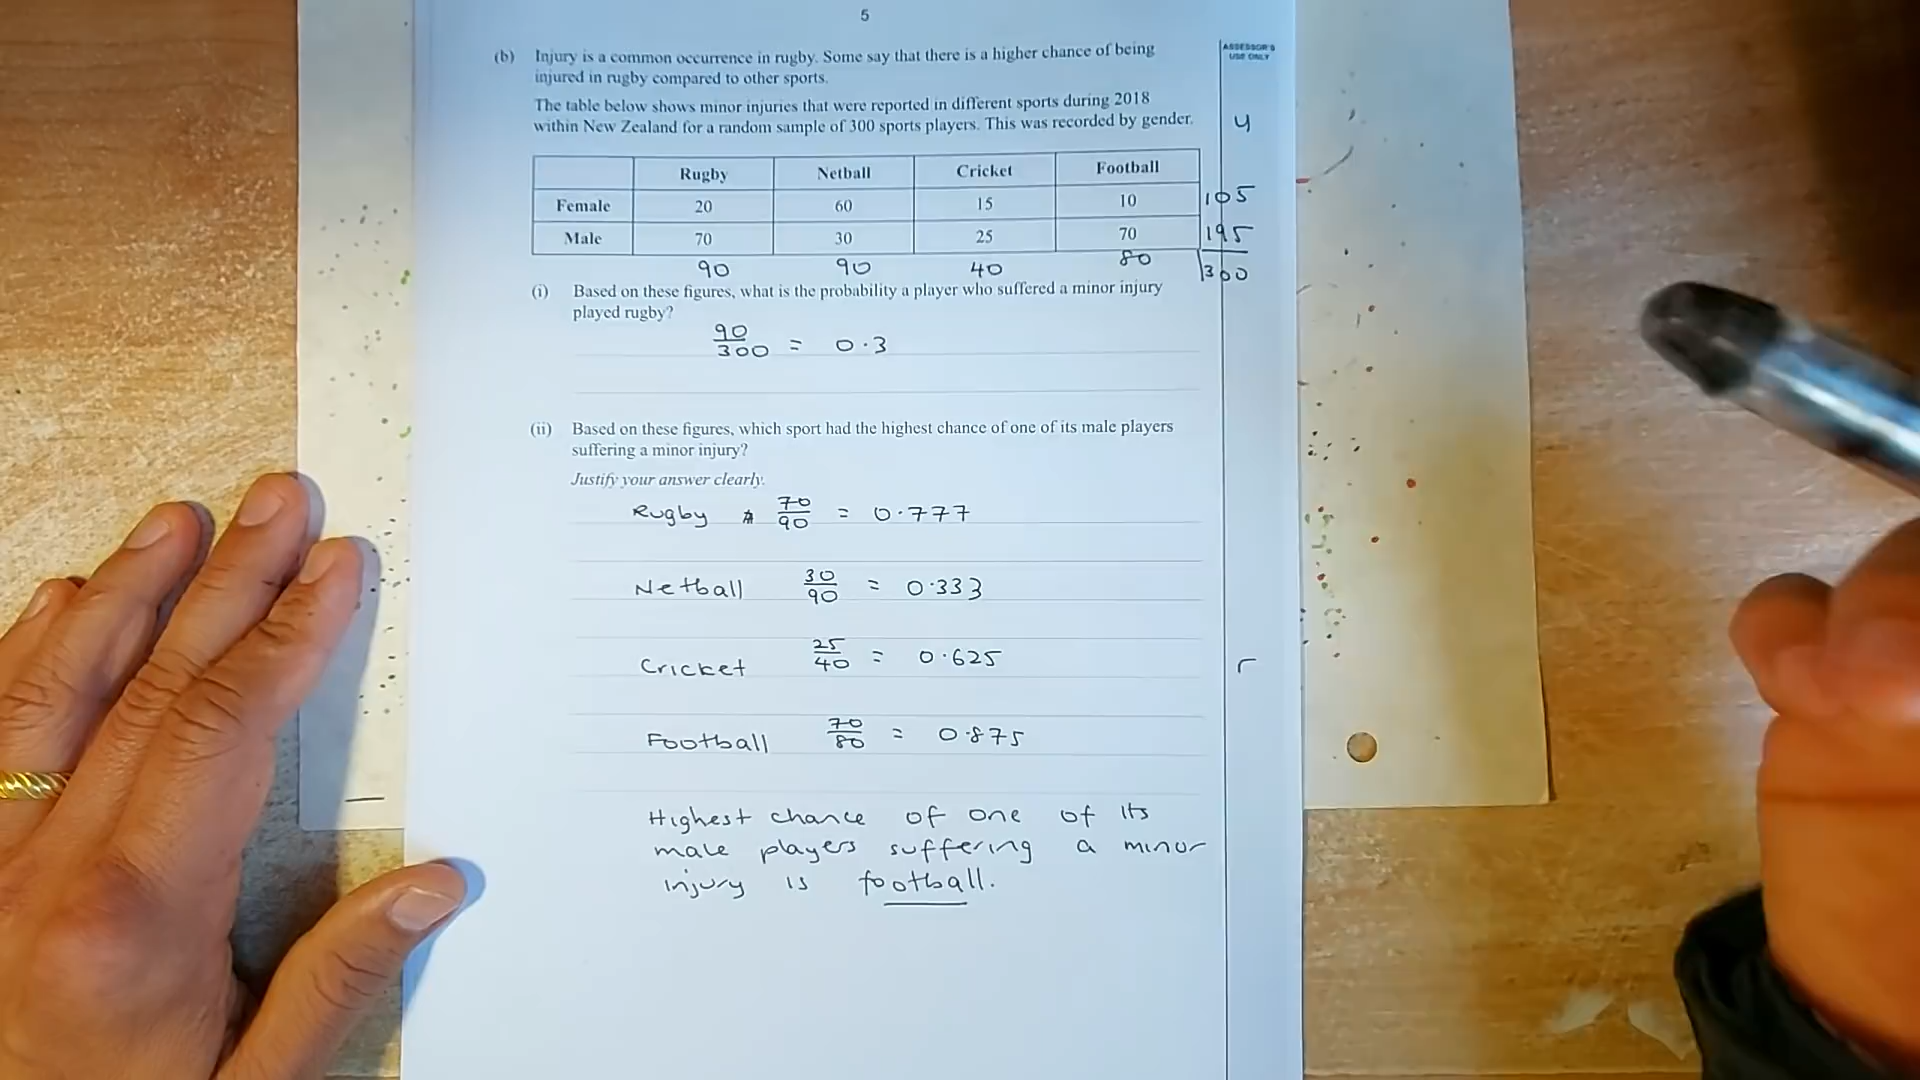 5
ASSESSOR'S
USE ONLY
(b) Injury is a common occurrence in rugby. Some say that there is a higher chance of being
injured in rugby compared to other sports.
The table below shows minor injuries that were reported in different sports during 2018
within New Zealand for a random sample of 300 sports players. This was recorded by gender.
u
Rugby Netball Cricket Football
Female 20 60 15 10 105
Male 70 30 25 70 195
90 90 40 80 300
(i) Based on these figures, what is the probability a player who suffered a minor injury
played rugby?
90/300 = 0.3
(ii) Based on these figures, which sport had the highest chance of one of its male players
suffering a minor injury?
Justify your answer clearly.
Rugby 70/90 = 0.777
Netball 30/90 = 0.333
Cricket 25/40 = 0.625
r
Football 70/80 = 0.875
Highest chance of one of its
male players suffering a minor
injury is football.